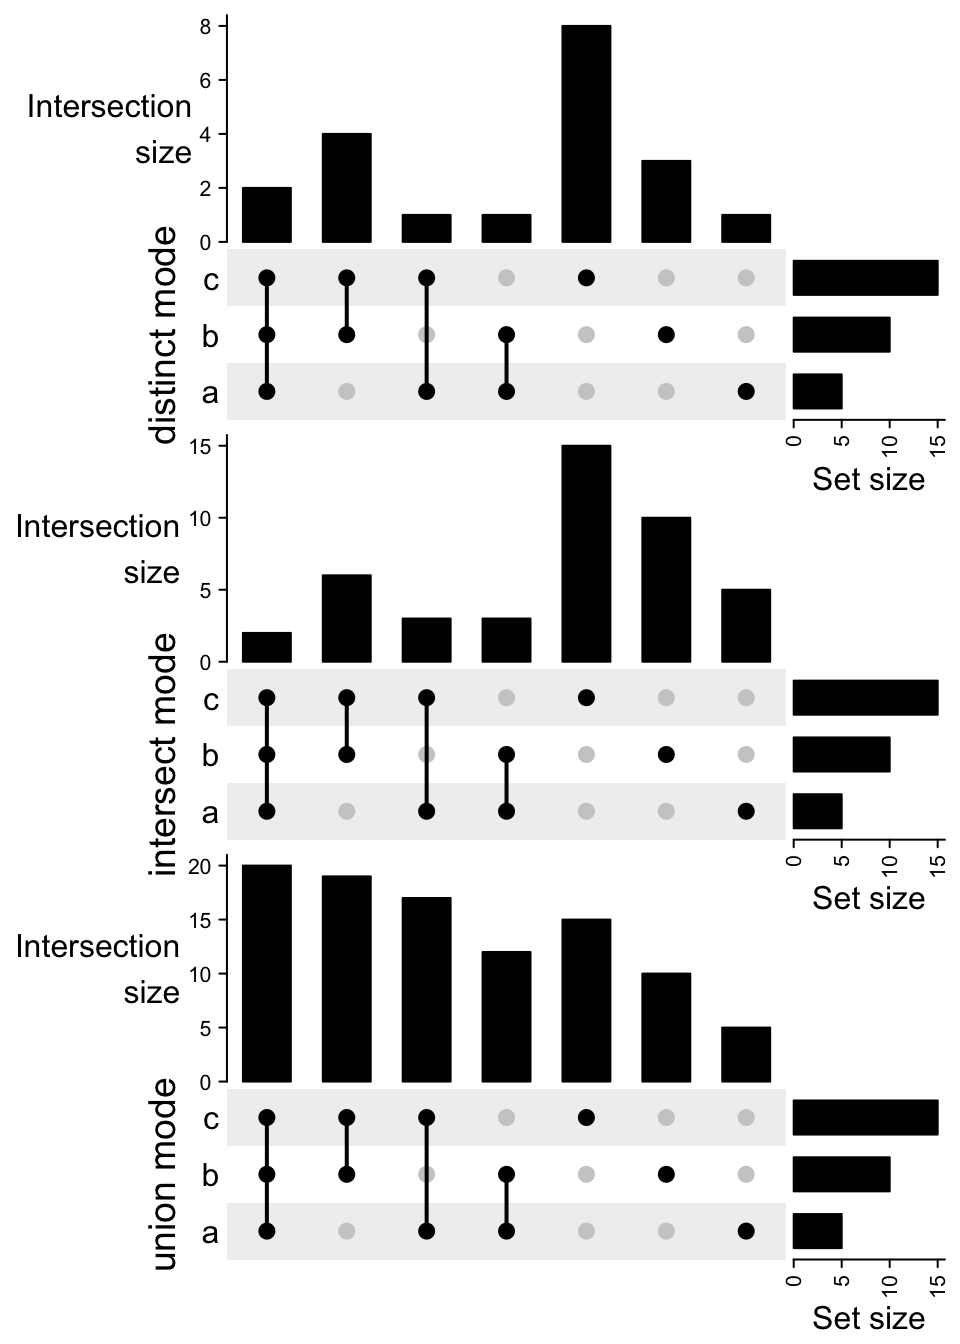 8
6
4
2
0
Intersection
size
distinct mode
c
b
a
0 5 10 15
Set size
15
10
5
0
Intersection
size
intersect mode
c
b
a
0 5 10 15
Set size
20
15
10
5
0
Intersection
size
union mode
c
b
a
0 5 10 15
Set size